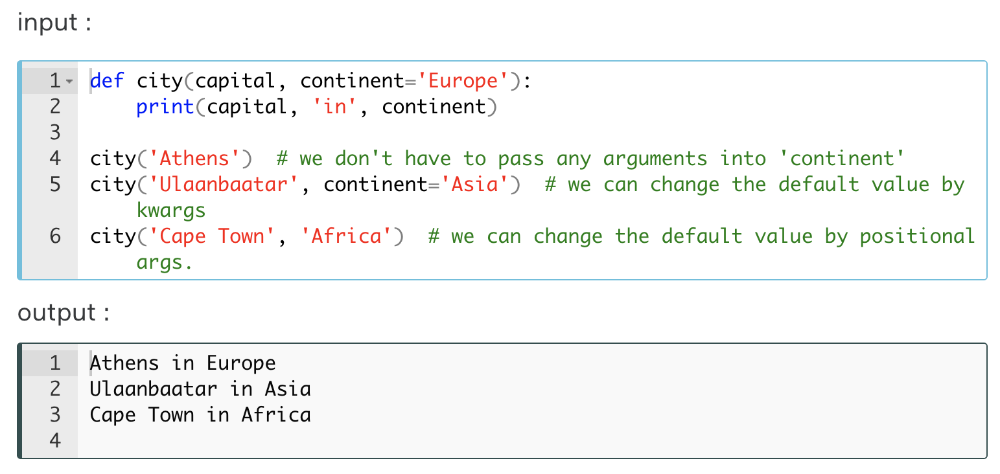 input :
1 def city(capital, continent='Europe'):
2     print(capital, 'in', continent)
3
4 city('Athens')  # we don't have to pass any arguments into 'continent'
5 city('Ulaanbaatar', continent='Asia')  # we can change the default value by
kwargs
6 city('Cape Town', 'Africa')  # we can change the default value by positional
args.
output :
1 Athens in Europe
2 Ulaanbaatar in Asia
3 Cape Town in Africa
4